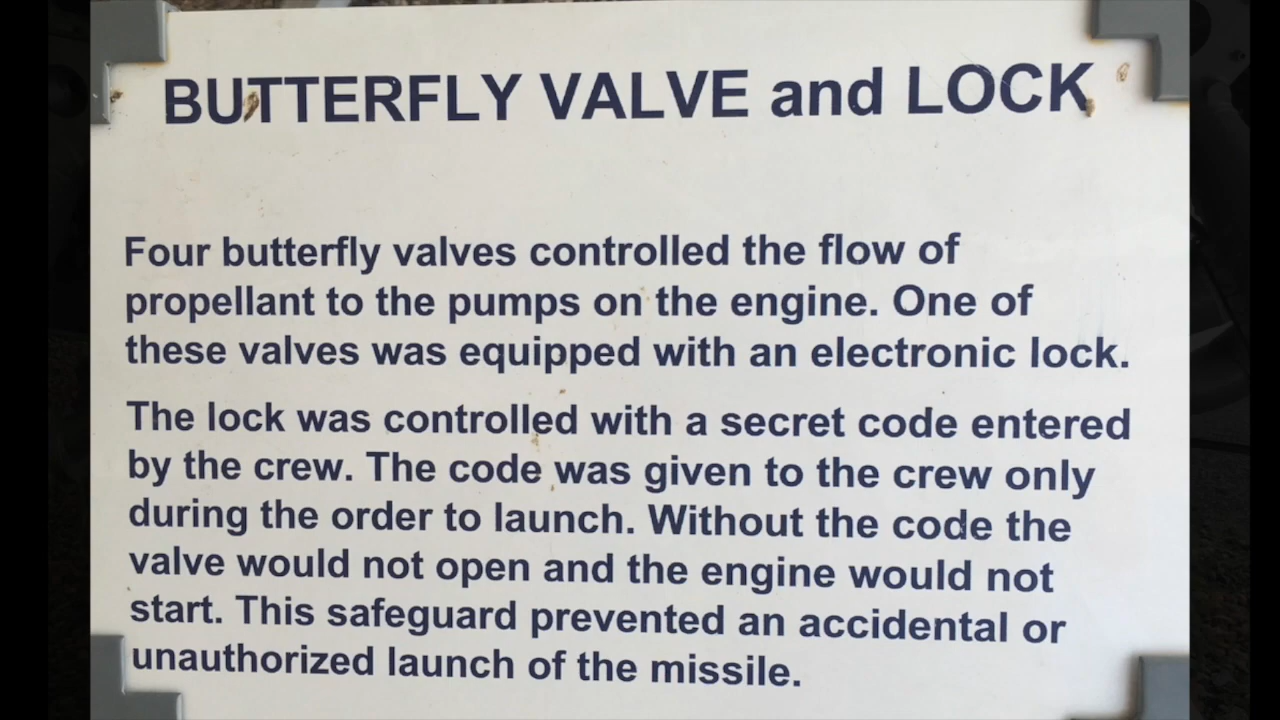 BUTTERFLY VALVE and LOCK
Four butterfly valves controlled the flow of
propellant to the pumps on the engine. One of
these valves was equipped with an electronic lock.
The lock was controlled with a secret code entered
by the crew. The code was given to the crew only
during the order to launch. Without the code the
valve would not open and the engine would not
start. This safeguard prevented an accidental or
unauthorized launch of the missile.